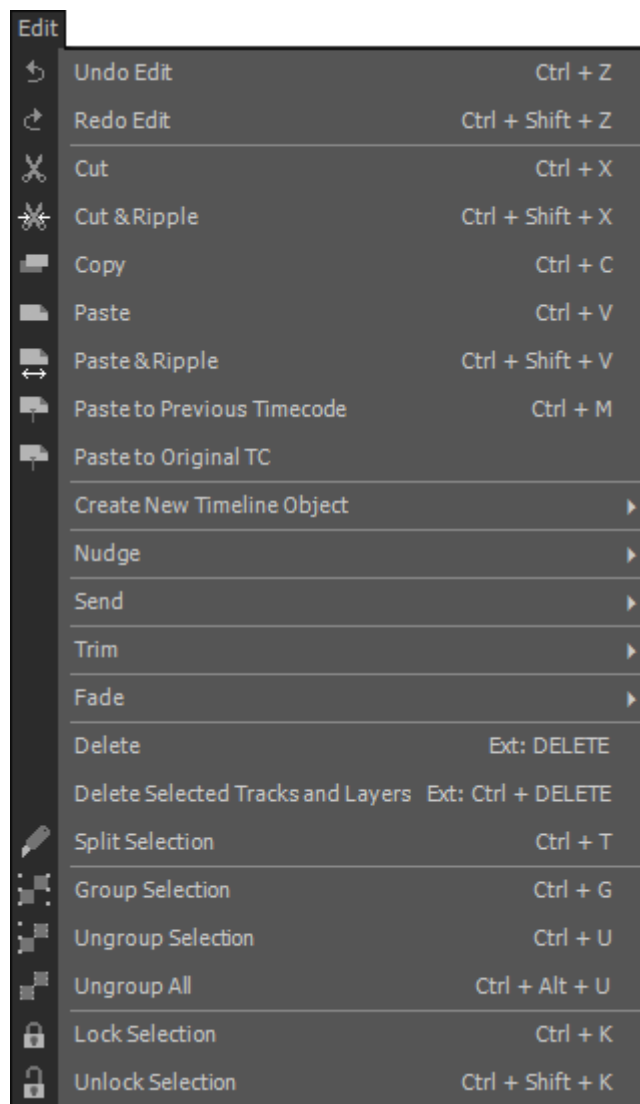 Edit
Undo Edit Ctrl + Z
Redo Edit Ctrl + Shift + Z
Cut Ctrl + X
Cut & Ripple Ctrl + Shift + X
Copy Ctrl + C
Paste Ctrl + V
Paste & Ripple Ctrl + Shift + V
Paste to Previous Timecode Ctrl + M
Paste to Original TC
Create New Timeline Object
Nudge
Send
Trim
Fade
Delete Ext: DELETE
Delete Selected Tracks and Layers Ext: Ctrl + DELETE
Split Selection Ctrl + T
Group Selection Ctrl + G
Ungroup Selection Ctrl + U
Ungroup All Ctrl + Alt + U
Lock Selection Ctrl + K
Unlock Selection Ctrl + Shift + K